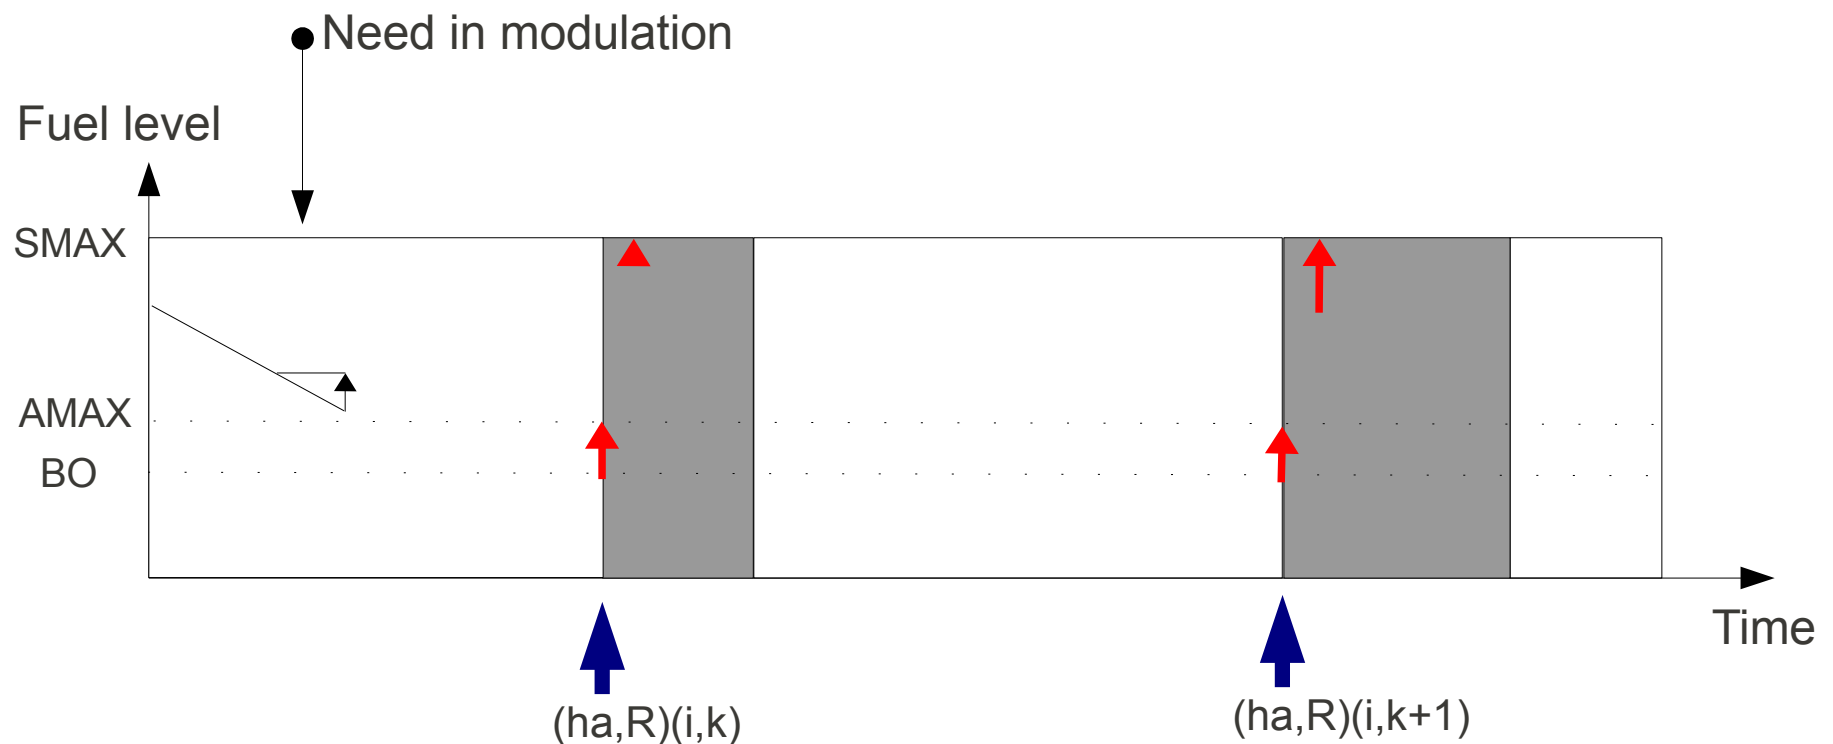 Need in modulation
Fuel level
SMAX
AMAX
BO
Time
(ha,R)(i,k)
(ha,R)(i,k+1)